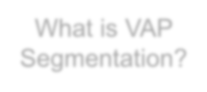 What is VAP
Segmentation?